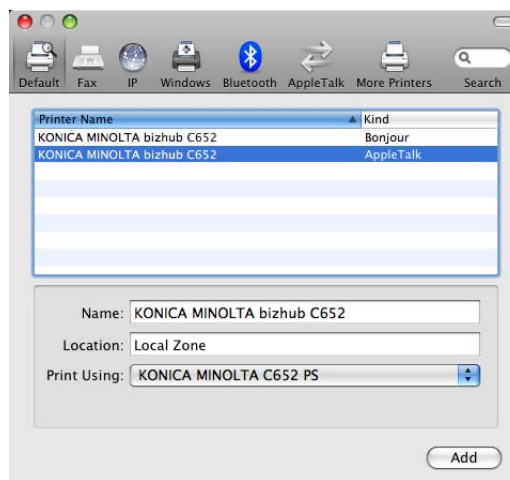 Default Fax IP Windows Bluetooth AppleTalk More Printers Search
Printer Name Kind
KONICA MINOLTA bizhub C652 Bonjour
KONICA MINOLTA bizhub C652 AppleTalk
Name: KONICA MINOLTA bizhub C652
Location: Local Zone
Print Using: KONICA MINOLTA C652 PS
Add